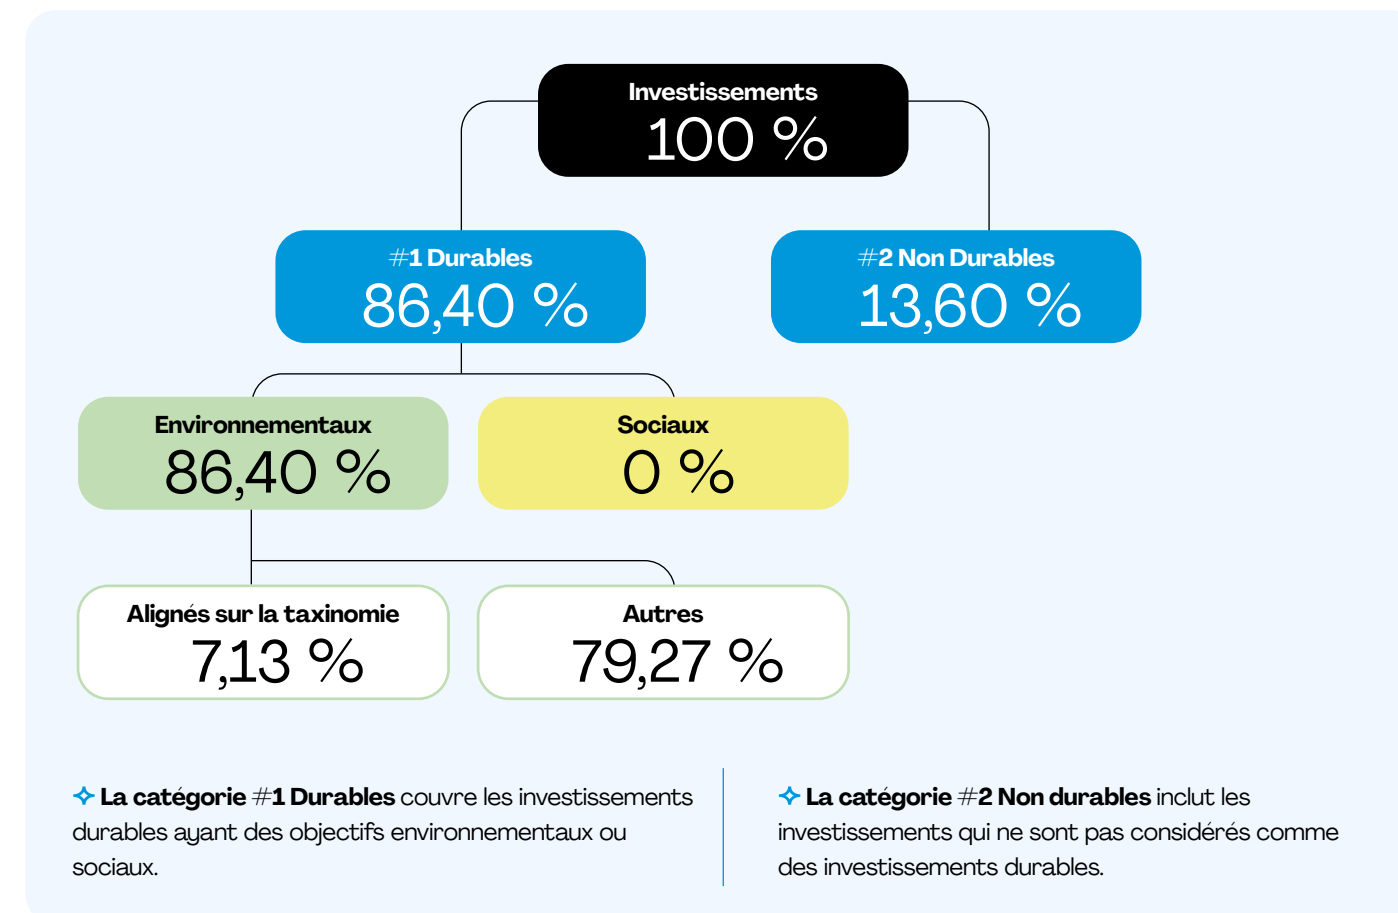 Investissements
100 %
#1 Durables
86,40 %
#2 Non Durables
13,60 %
Environnementaux
86,40 %
Sociaux
0 %
Alignés sur la taxinomie
7,13 %
Autres
79,27 %
La catégorie #1 Durables couvre les investissements
durables ayant des objectifs environnementaux ou
sociaux.
La catégorie #2 Non durables inclut les
investissements qui ne sont pas considérés comme
des investissements durables.